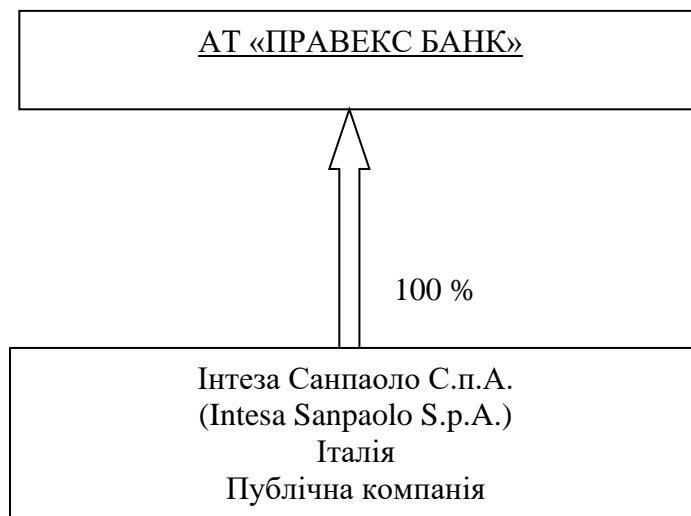 АТ «ПРАВЕКС БАНК»
100 %
Інтеза Санпаоло С.п.А.
(Intesa Sanpaolo S.p.A.)
Італія
Публічна компанія